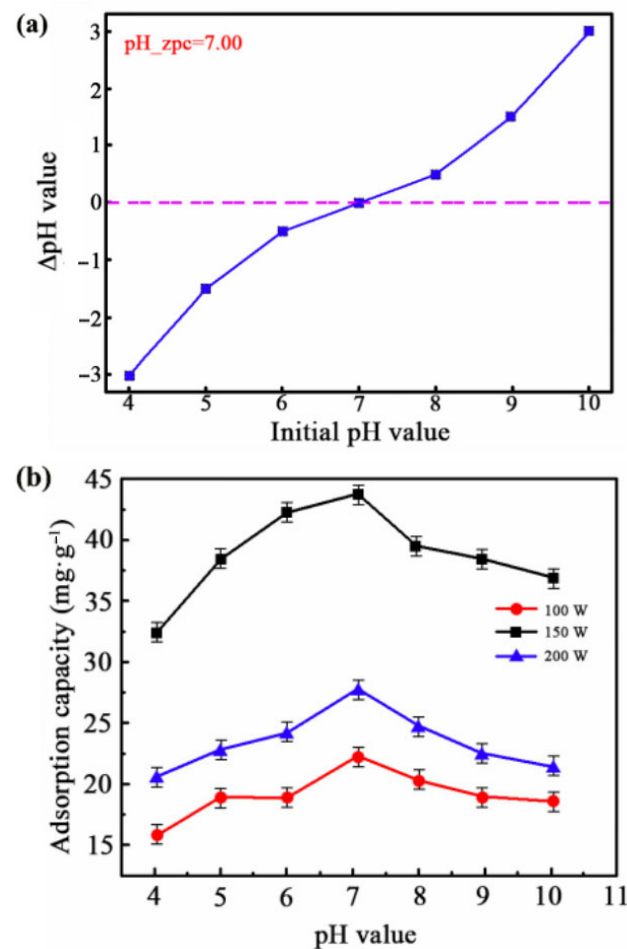 (a)
pH_zpc=7.00
ΔpH value
3
2
1
0
−1
−2
−3
4 5 6 7 8 9 10
Initial pH value
(b)
Adsorption capacity (mg·g⁻¹)
45
40
35
30
25
20
15
100 W
150 W
200 W
4 5 6 7 8 9 10 11
pH value